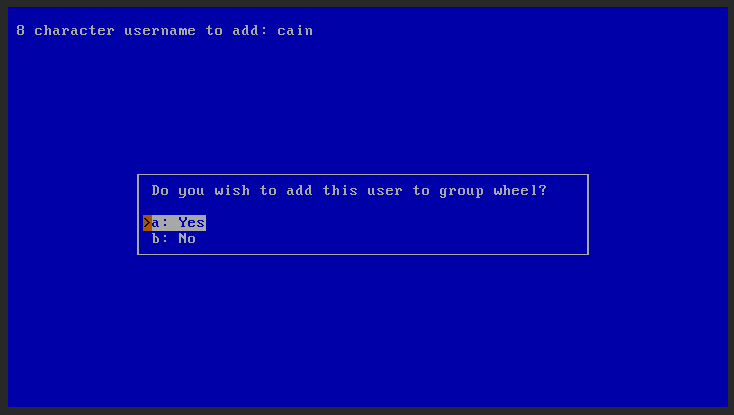 8 character username to add: cain
Do you wish to add this user to group wheel?
>a: Yes
b: No